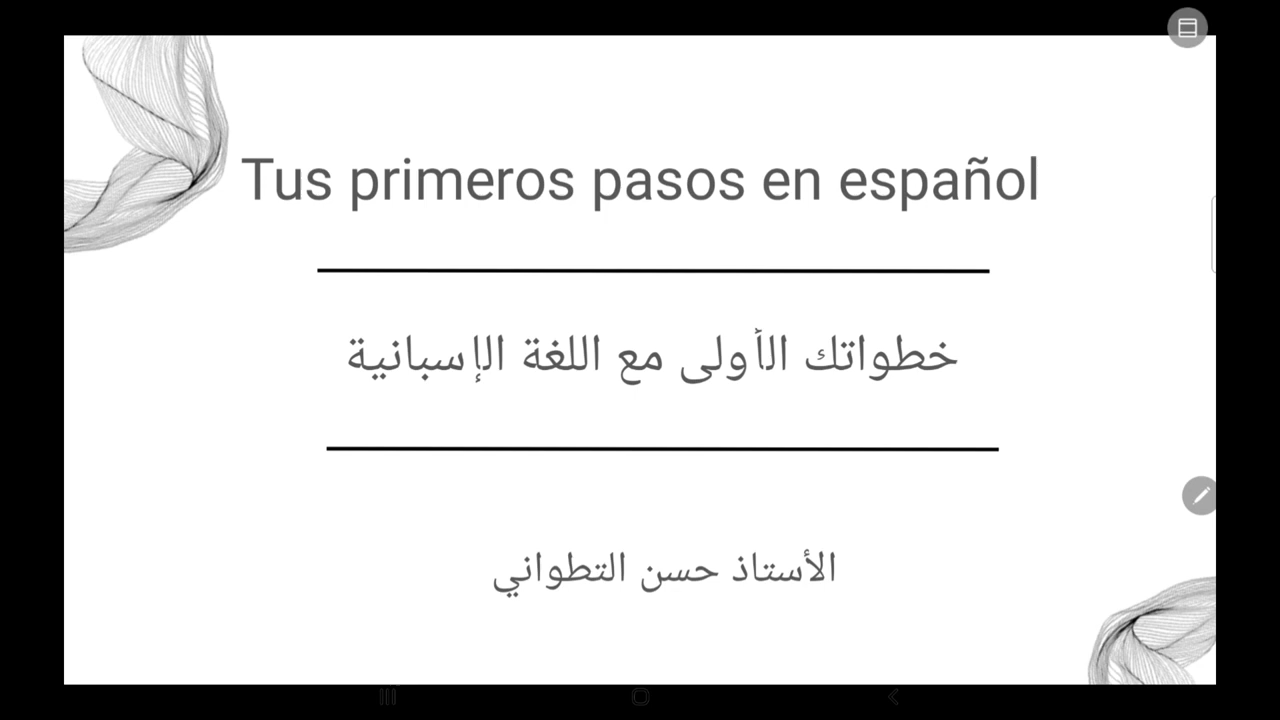 Tus primeros pasos en español
خطواتك الأولى مع اللغة الإسبانية
الأستاذ حسن التطواني